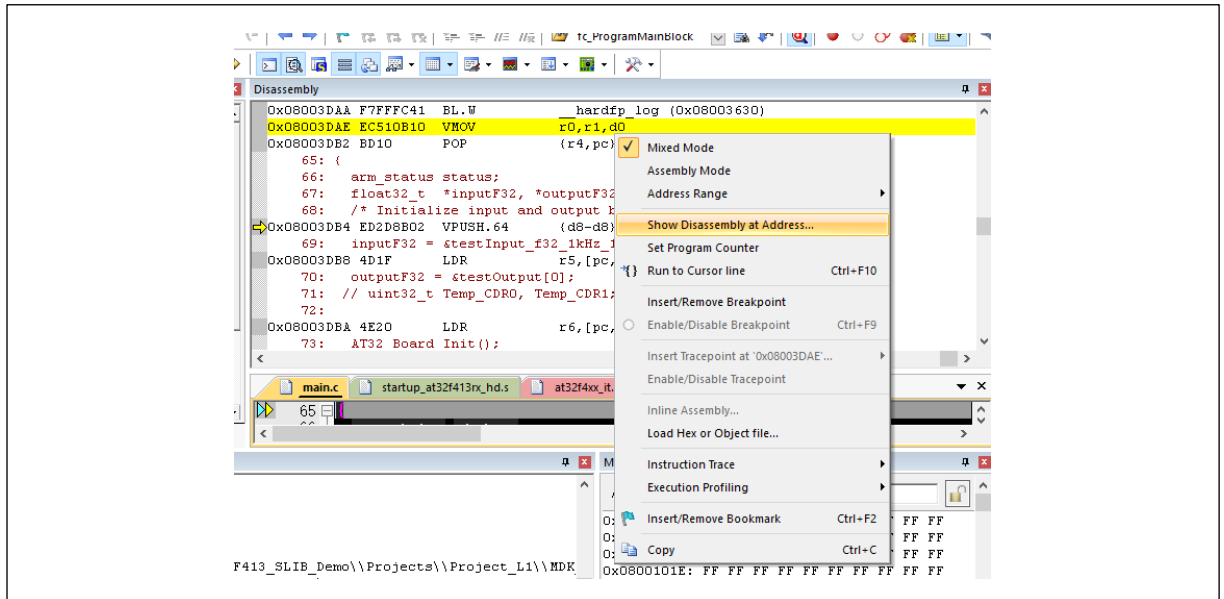 fc_ProgramMainBlock
Disassembly
0x08003DAA F7FFFC41 BL.W __hardfp_log (0x08003630)
0x08003DAE EC510B10 VMOV r0,r1,d0
0x08003DB2 BD10 POP {r4,pc}
65: {
66: arm_status status;
67: float32_t *inputF32, *outputF32
68: /* Initialize input and output b
0x08003DB4 ED2D8B02 VPUSH.64 {d8-d8}
69: inputF32 = &testInput_f32_1kHz_1
0x08003DB8 4D1F LDR r5,[pc,
70: outputF32 = &testOutput[0];
71: // uint32_t Temp_CDR0, Temp_CDR1;
72:
0x08003DBA 4E20 LDR r6,[pc,
73: AT32_Board_Init();
Mixed Mode
Assembly Mode
Address Range
Show Disassembly at Address...
Set Program Counter
Run to Cursor line Ctrl+F10
Insert/Remove Breakpoint
Enable/Disable Breakpoint Ctrl+F9
Insert Tracepoint at '0x08003DAE'...
Enable/Disable Tracepoint
Inline Assembly...
Load Hex or Object file...
Instruction Trace
Execution Profiling
Insert/Remove Bookmark Ctrl+F2
Copy Ctrl+C
main.c startup_at32f413rx_hd.s at32f4xx_it.
65 {
M
F413_SLIB_Demo\\Projects\\Project_L1\\MDK
FF FF
FF FF
FF FF
0x0800101E: FF FF FF FF FF FF FF FF FF FF